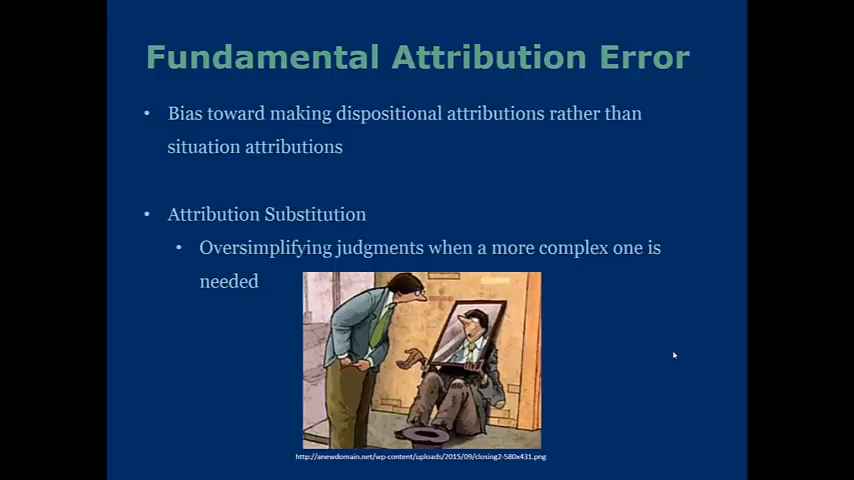 Fundamental Attribution Error
• Bias toward making dispositional attributions rather than
situation attributions
• Attribution Substitution
• Oversimplifying judgments when a more complex one is
needed
http://anewdomain.net/wp-content/uploads/2015/09/closing2-580x431.png